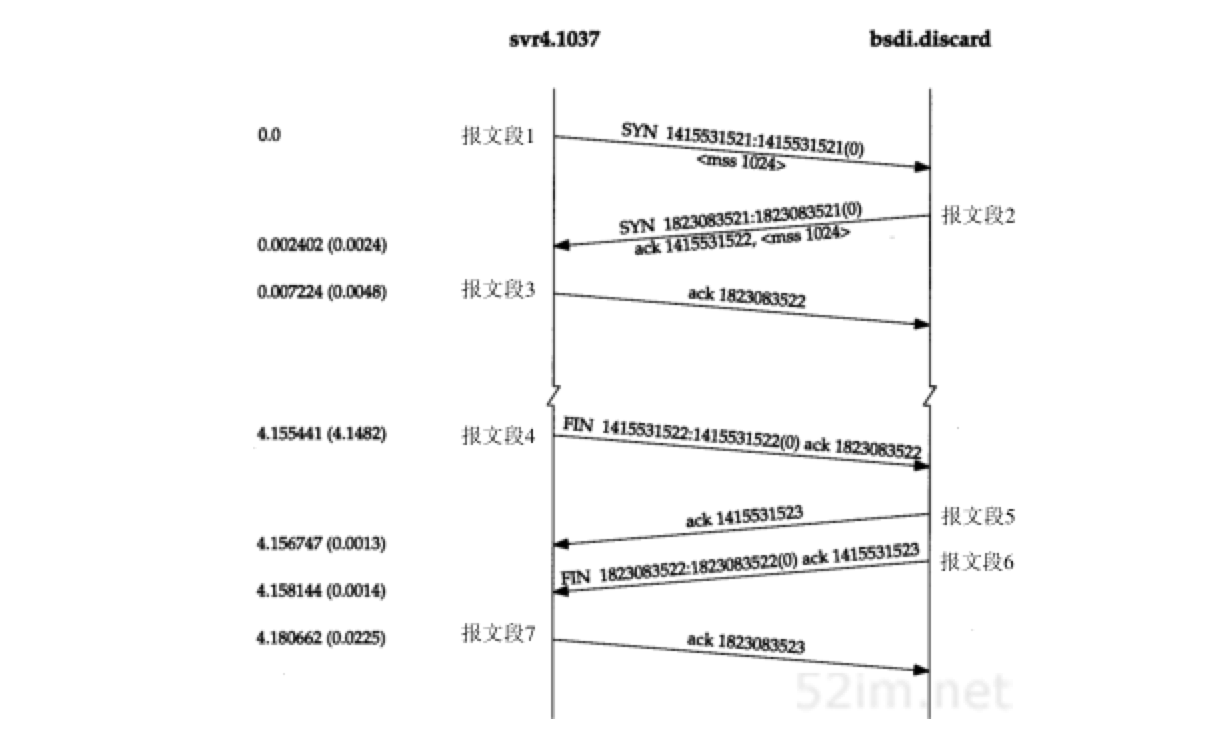 svr4.1037 bsdi.discard
0.0 报文段1 SYN 1415531521:1415531521(0)
<mss 1024>
SYN 1823083521:1823083521(0) 报文段2
0.002402 (0.0024) ack 1415531522, <mss 1024>
0.007224 (0.0048) 报文段3 ack 1823083522
4.155441 (4.1482) 报文段4 FIN 1415531522:1415531522(0) ack 1823083522
ack 1415531523 报文段5
4.156747 (0.0013)
FIN 1823083522:1823083522(0) ack 1415531523 报文段6
4.158144 (0.0014)
4.180662 (0.0225) 报文段7 ack 1823083523
52im.net